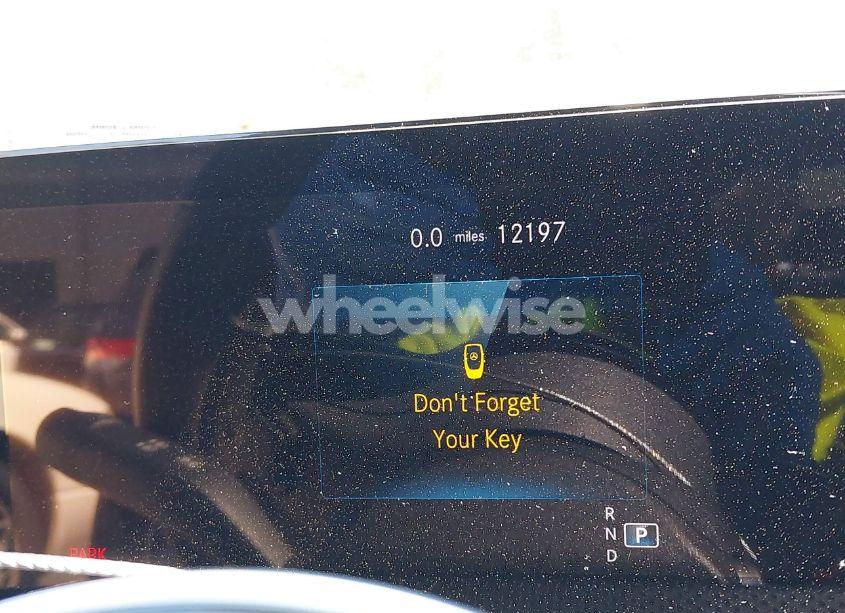 0.0 miles 12197
wheelwise
Don't Forget
Your Key
R
N P
D
PARK